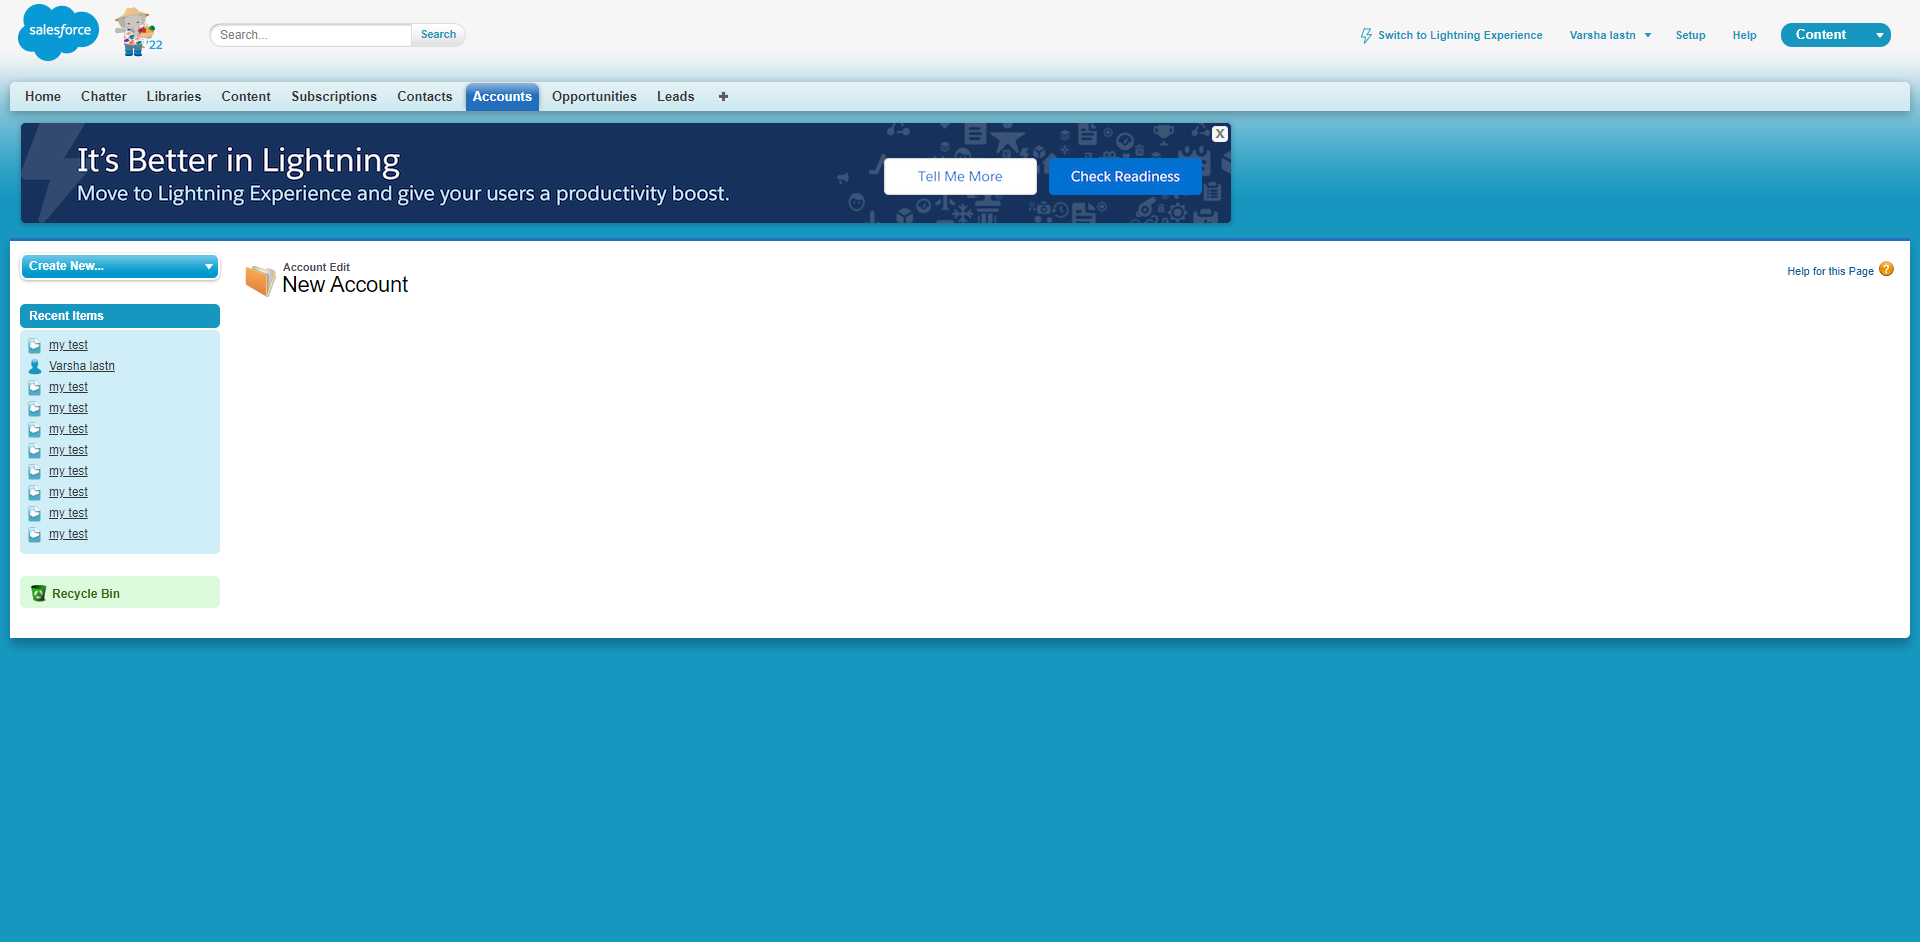 salesforce
'22
Search...
Search
Switch to Lightning Experience
Varsha lastn
Setup
Help
Content
Home
Chatter
Libraries
Content
Subscriptions
Contacts
Accounts
Opportunities
Leads
+
It's Better in Lightning
Move to Lightning Experience and give your users a productivity boost.
Tell Me More
Check Readiness
X
Create New...
Account Edit
New Account
Help for this Page
?
Recent Items
my test
Varsha lastn
my test
my test
my test
my test
my test
my test
my test
my test
Recycle Bin